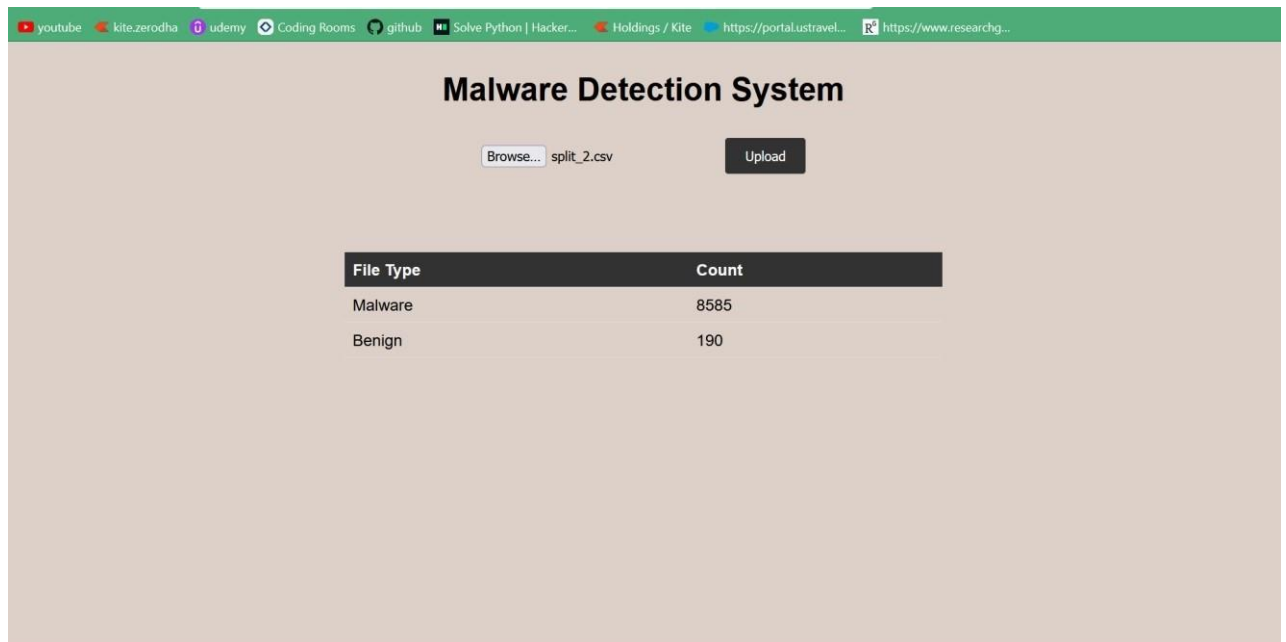 youtube kite.zerodha udemy Coding Rooms github Solve Python | Hacker... Holdings / Kite https://portal.ustravel... https://www.researchg...
Malware Detection System
Browse... split_2.csv Upload
File Type Count
Malware 8585
Benign 190